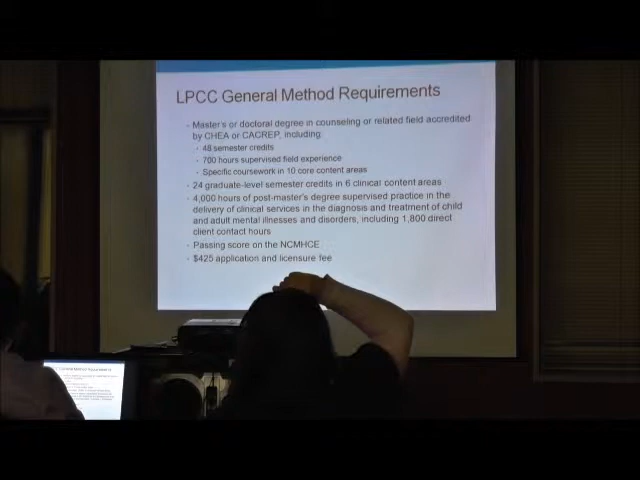 LPCC General Method Requirements
- Master's or doctoral degree in counseling or related field accredited
by CHEA or CACREP, including:
- 48 semester credits
- 700 hours supervised field experience
- Specific coursework in 10 core content areas
- 24 graduate-level semester credits in 6 clinical content areas
- 4,000 hours of post-master's degree supervised practice in the
delivery of clinical services in the diagnosis and treatment of child
and adult mental illnesses and disorders, including 1,800 direct
client contact hours
- Passing score on the NCMHCE
- $425 application and licensure fee